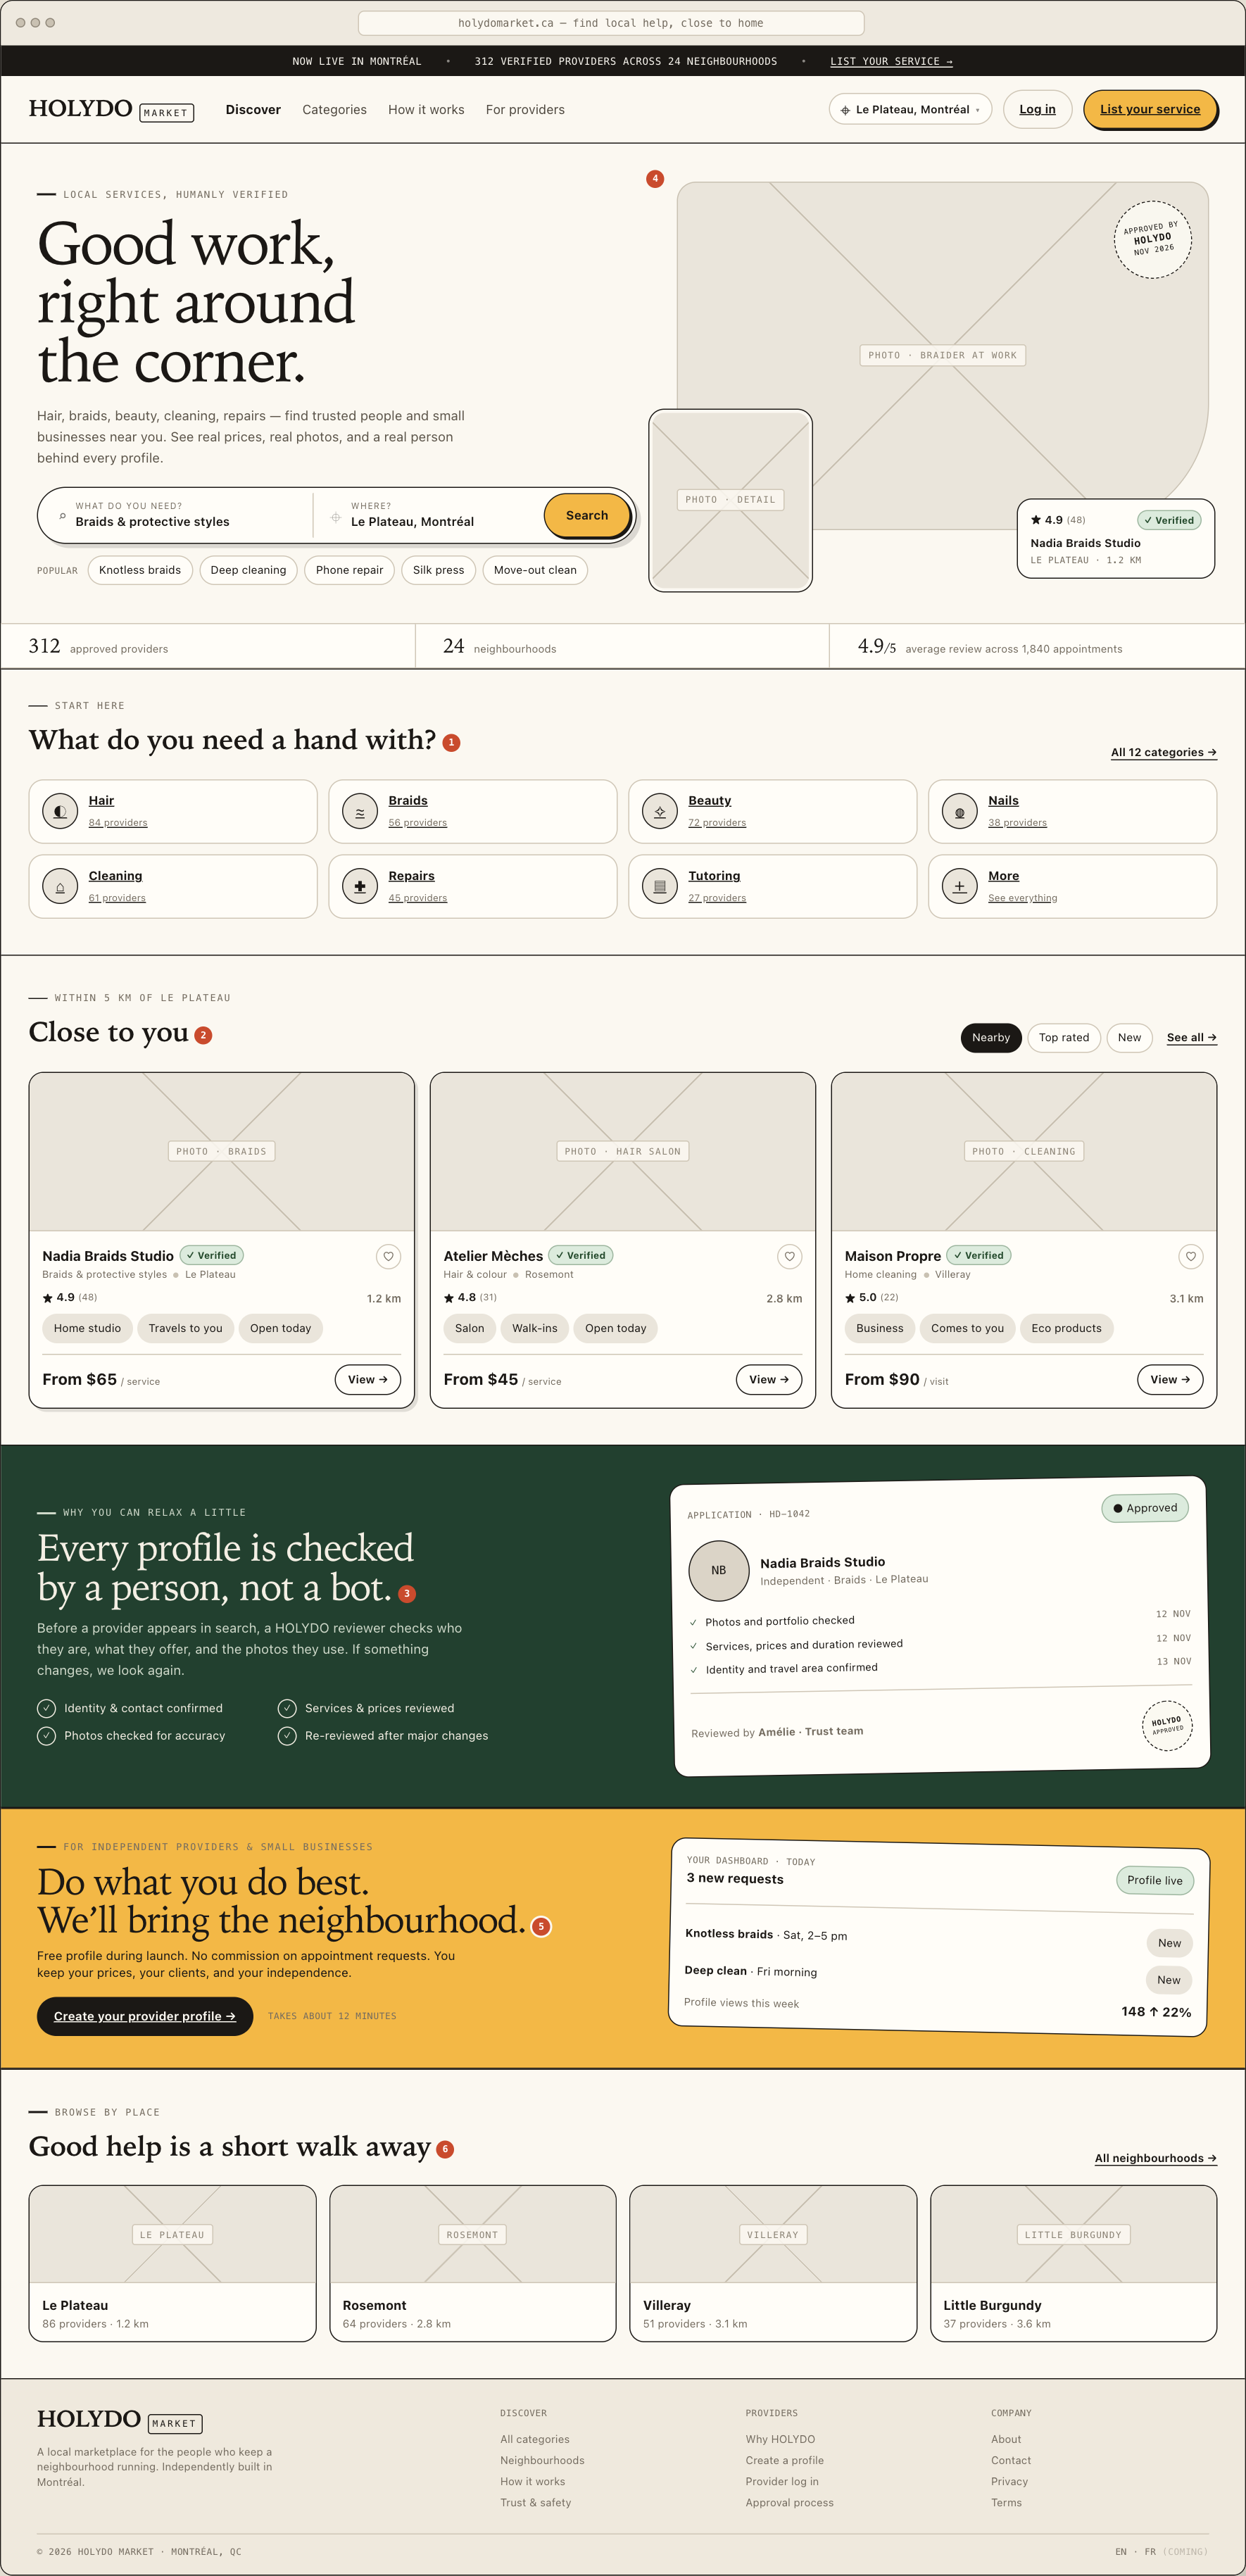 holydomarket.ca — find local help, close to home
NOW LIVE IN MONTRÉAL • 312 VERIFIED PROVIDERS ACROSS 24 NEIGHBOURHOODS • LIST YOUR SERVICE →
HOLYDO MARKET Discover Categories How it works For providers Le Plateau, Montréal Log in List your service
4
LOCAL SERVICES, HUMANLY VERIFIED
Good work,
right around
the corner.
Hair, braids, beauty, cleaning, repairs — find trusted people and small
businesses near you. See real prices, real photos, and a real person
behind every profile.
WHAT DO YOU NEED?
Braids & protective styles
WHERE?
Le Plateau, Montréal
Search
POPULAR Knotless braids Deep cleaning Phone repair Silk press Move-out clean
APPROVED BY
HOLYDO
NOV 2026
PHOTO · BRAIDER AT WORK
PHOTO · DETAIL
★ 4.9 (48) ✓ Verified
Nadia Braids Studio
LE PLATEAU · 1.2 KM
312 approved providers
24 neighbourhoods
4.9/5 average review across 1,840 appointments
START HERE
What do you need a hand with? 1
All 12 categories →
Hair
84 providers
Braids
56 providers
Beauty
72 providers
Nails
38 providers
Cleaning
61 providers
Repairs
45 providers
Tutoring
27 providers
More
See everything
WITHIN 5 KM OF LE PLATEAU
Close to you 2
Nearby Top rated New See all →
PHOTO · BRAIDS
Nadia Braids Studio ✓ Verified
Braids & protective styles • Le Plateau
★ 4.9 (48) 1.2 km
Home studio Travels to you Open today
From $65 / service View →
PHOTO · HAIR SALON
Atelier Mèches ✓ Verified
Hair & colour • Rosemont
★ 4.8 (31) 2.8 km
Salon Walk-ins Open today
From $45 / service View →
PHOTO · CLEANING
Maison Propre ✓ Verified
Home cleaning • Villeray
★ 5.0 (22) 3.1 km
Business Comes to you Eco products
From $90 / visit View →
WHY YOU CAN RELAX A LITTLE
Every profile is checked
by a person, not a bot. 3
Before a provider appears in search, a HOLYDO reviewer checks who
they are, what they offer, and the photos they use. If something
changes, we look again.
✓ Identity & contact confirmed ✓ Services & prices reviewed
✓ Photos checked for accuracy ✓ Re-reviewed after major changes
APPLICATION · HD-1042 ● Approved
NB
Nadia Braids Studio
Independent · Braids · Le Plateau
✓ Photos and portfolio checked 12 NOV
✓ Services, prices and duration reviewed 12 NOV
✓ Identity and travel area confirmed 13 NOV
Reviewed by Amélie · Trust team
HOLYDO
APPROVED
FOR INDEPENDENT PROVIDERS & SMALL BUSINESSES
Do what you do best.
We’ll bring the neighbourhood. 5
Free profile during launch. No commission on appointment requests. You
keep your prices, your clients, and your independence.
Create your provider profile → TAKES ABOUT 12 MINUTES
YOUR DASHBOARD · TODAY
3 new requests
Profile live
Knotless braids · Sat, 2–5 pm New
Deep clean · Fri morning New
Profile views this week 148 ↑ 22%
BROWSE BY PLACE
Good help is a short walk away 6
All neighbourhoods →
LE PLATEAU
Le Plateau
86 providers · 1.2 km
ROSEMONT
Rosemont
64 providers · 2.8 km
VILLERAY
Villeray
51 providers · 3.1 km
LITTLE BURGUNDY
Little Burgundy
37 providers · 3.6 km
HOLYDO MARKET
A local marketplace for the people who keep a
neighbourhood running. Independently built in
Montréal.
DISCOVER
All categories
Neighbourhoods
How it works
Trust & safety
PROVIDERS
Why HOLYDO
Create a profile
Provider log in
Approval process
COMPANY
About
Contact
Privacy
Terms
© 2026 HOLYDO MARKET · MONTRÉAL, QC
EN · FR (COMING)